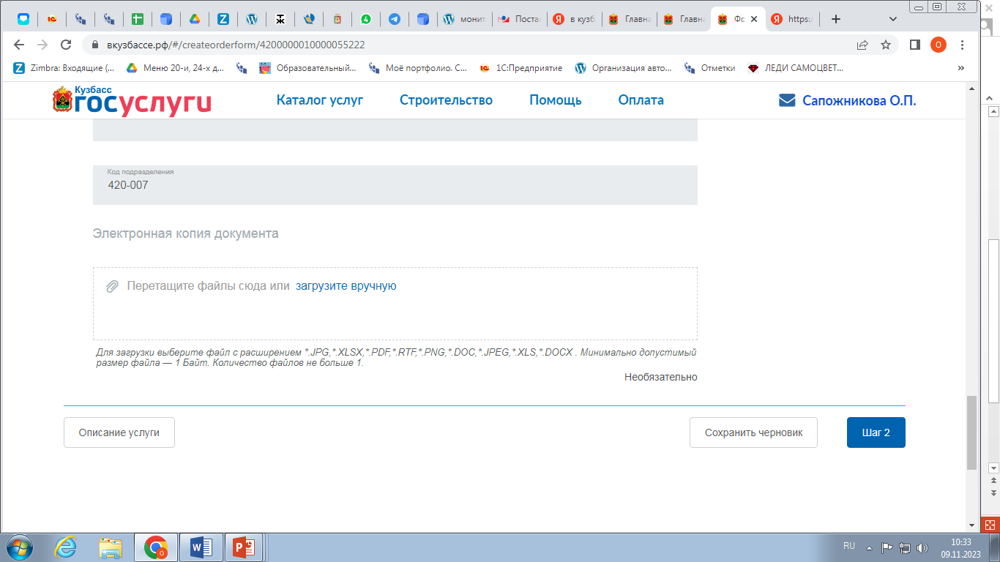 монит
Поста
в кузб
Главна
Главна
Фо
https:/
вкузбассе.рф/#/createorderform/4200000010000055222
О
Zimbra: Входящие (...
Меню 20-и, 24-х д...
Образовательный...
Моё портфолио. С...
1С:Предприятие
Организация авто...
Отметки
ЛЕДИ САМОЦВЕТ...
»
Кузбасс
госуслуги
Каталог услуг
Строительство
Помощь
Оплата
Сапожникова О.П.
Код подразделения
420-007
Электронная копия документа
Перетащите файлы сюда или загрузите вручную
Для загрузки выберите файл с расширением *.JPG,*.XLSX,*.PDF,*.RTF,*.PNG,*.DOC,*.JPEG,*.XLS,*.DOCX . Минимально допустимый
размер файла — 1 Байт. Количество файлов не больше 1.
Необязательно
Описание услуги
Сохранить черновик
Шаг 2
RU
10:33
09.11.2023